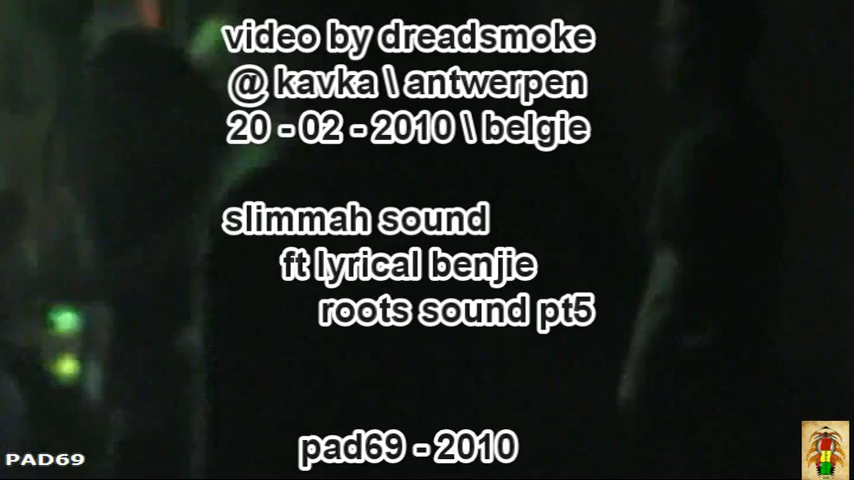 video by dreadsmoke
@ kavka \ antwerpen
20 - 02 - 2010 \ belgie
slimmah sound
ft lyrical benjie
roots sound pt5
pad69 - 2010
PAD69